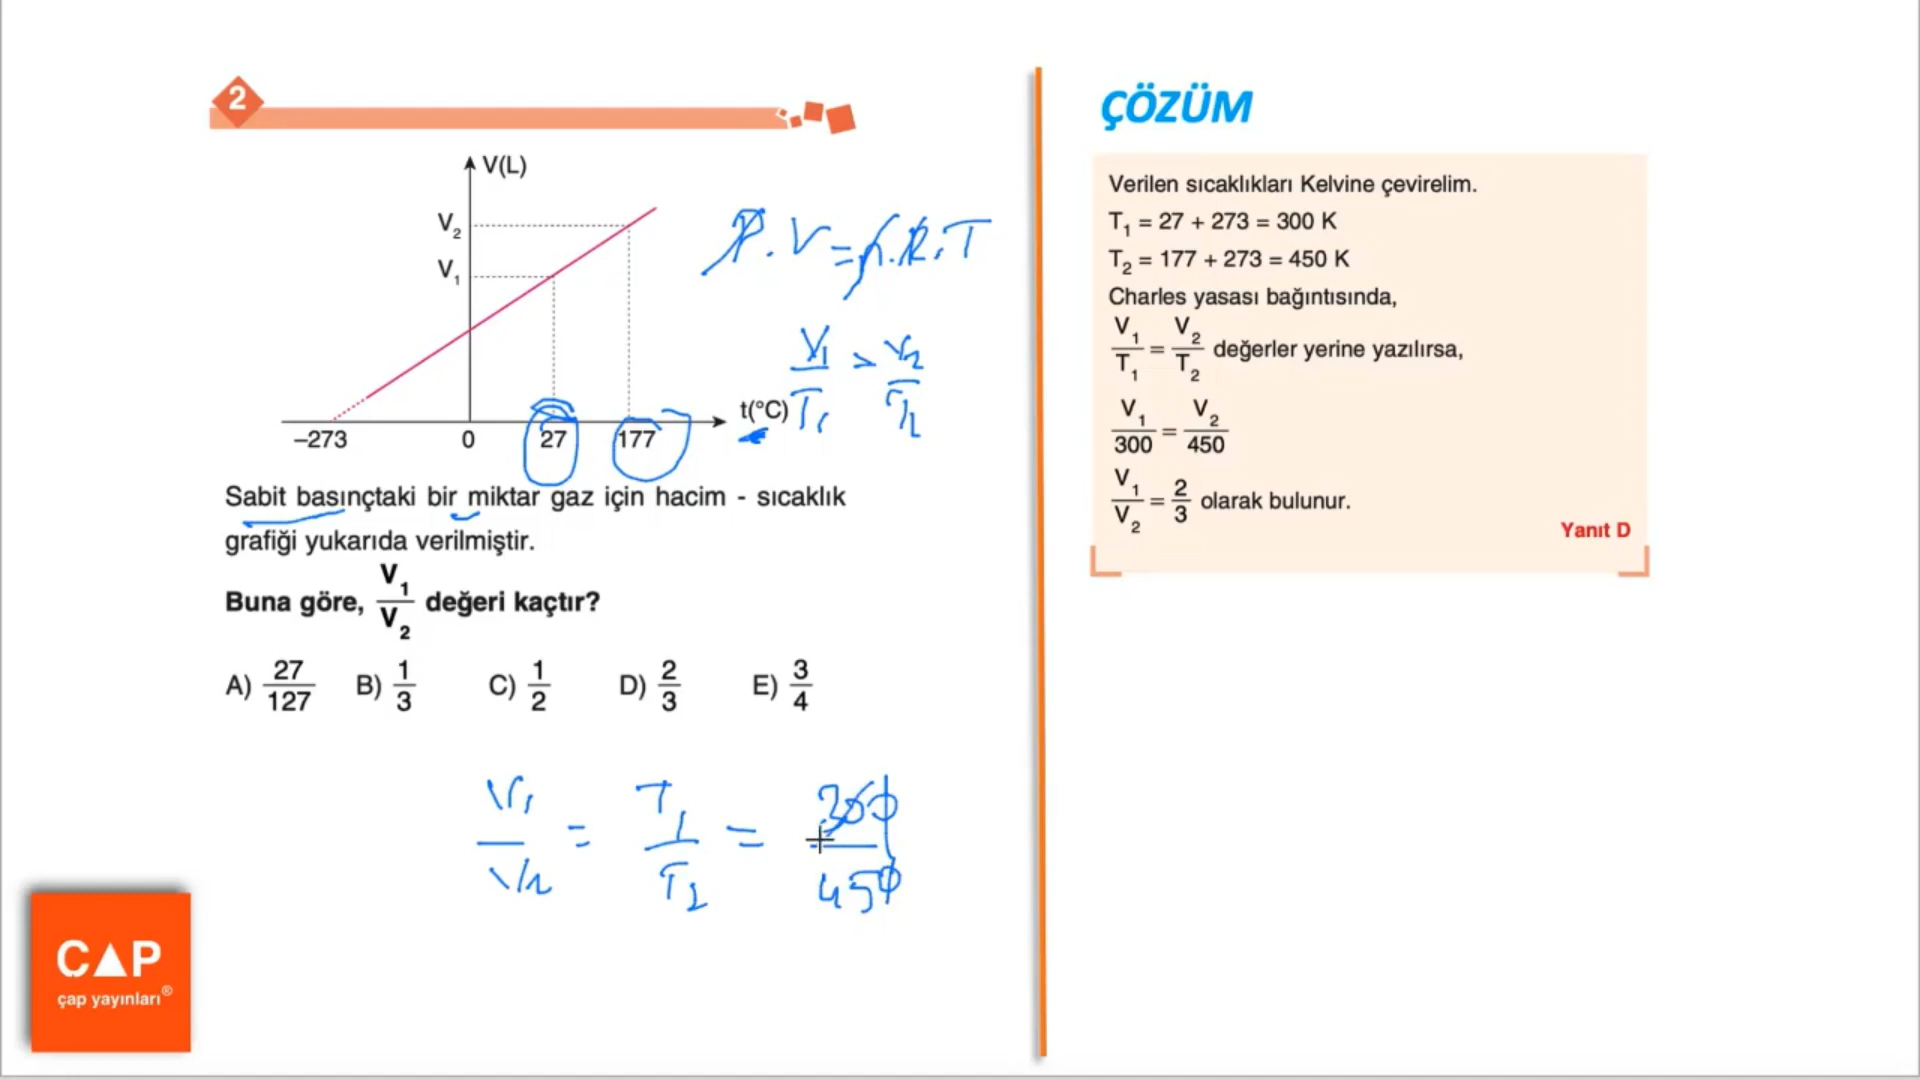 2
V(L)
V2
V1
P.V=n.R.T
V1/T1 = V2/T2
t(°C)
–273 0 27 177
Sabit basınçtaki bir miktar gaz için hacim - sıcaklık
grafiği yukarıda verilmiştir.
Buna göre, V1/V2 değeri kaçtır?
A) 27/127 B) 1/3 C) 1/2 D) 2/3 E) 3/4
V1/V2 = T1/T2 = 300/450
CAP
çap yayınları®
ÇÖZÜM
Verilen sıcaklıkları Kelvine çevirelim.
T1 = 27 + 273 = 300 K
T2 = 177 + 273 = 450 K
Charles yasası bağıntısında,
V1/T1 = V2/T2 değerler yerine yazılırsa,
V1/300 = V2/450
V1/V2 = 2/3 olarak bulunur.
Yanıt D